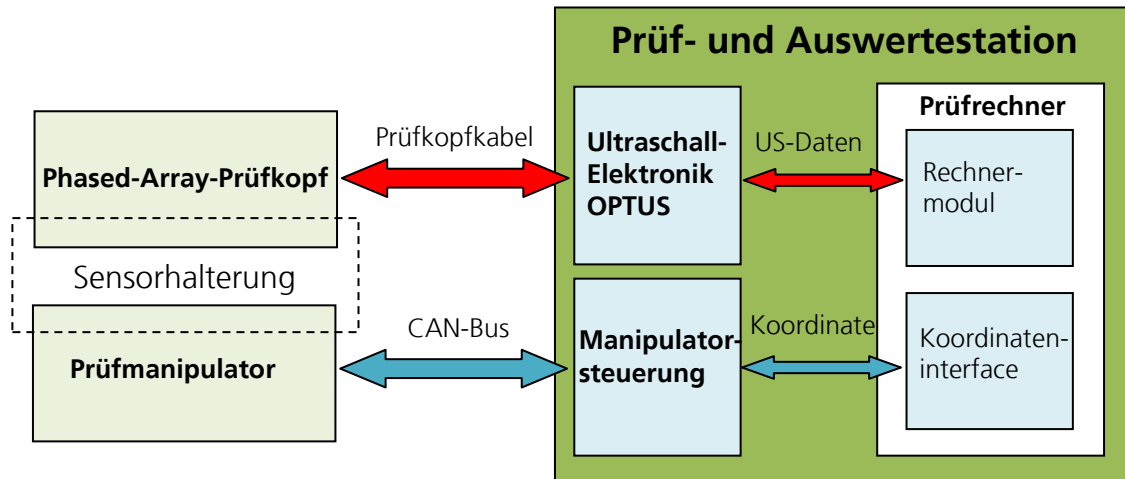 Prüf- und Auswertestation
Phased-Array-Prüfkopf
Sensorhalterung
Prüfmanipulator
Prüfkopfkabel
CAN-Bus
Ultraschall-
Elektronik
OPTUS
Manipulator-
steuerung
US-Daten
Koordinate
Prüfrechner
Rechner-
modul
Koordinaten-
interface